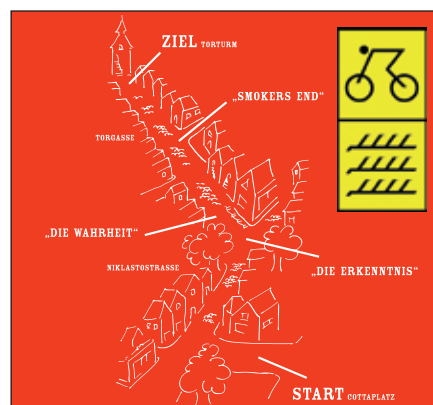 ZIEL TORTURM
„SMOKERS END“
TORGASSE
„DIE WAHRHEIT“
NIKLASTOSTRASSE
„DIE ERKENNTNIS“
START COTTAPLATZ